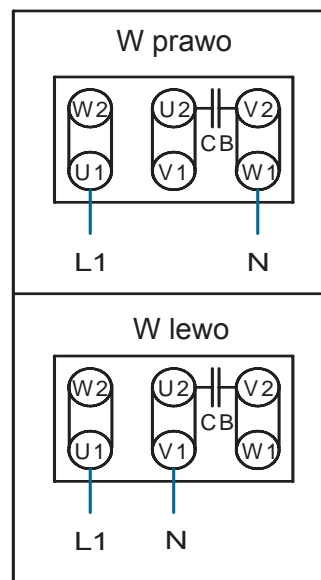 W prawo
W2 U2 V2
CB
U1 V1 W1
L1 N
W lewo
W2 U2 V2
CB
U1 V1 W1
L1 N